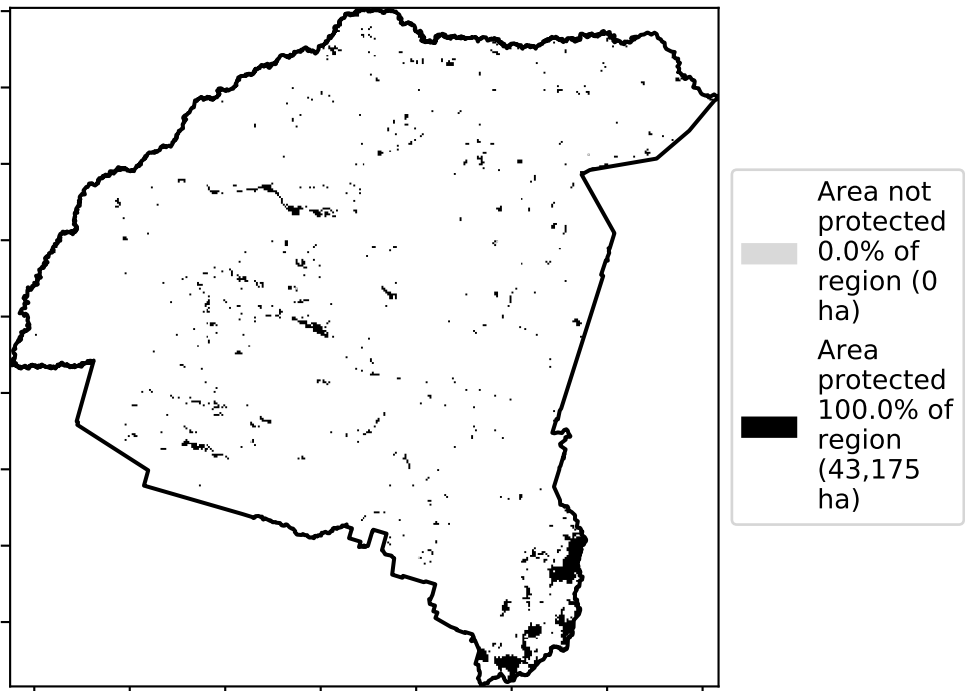 Area not
protected
0.0% of
region (0
ha)
Area
protected
100.0% of
region
(43,175
ha)